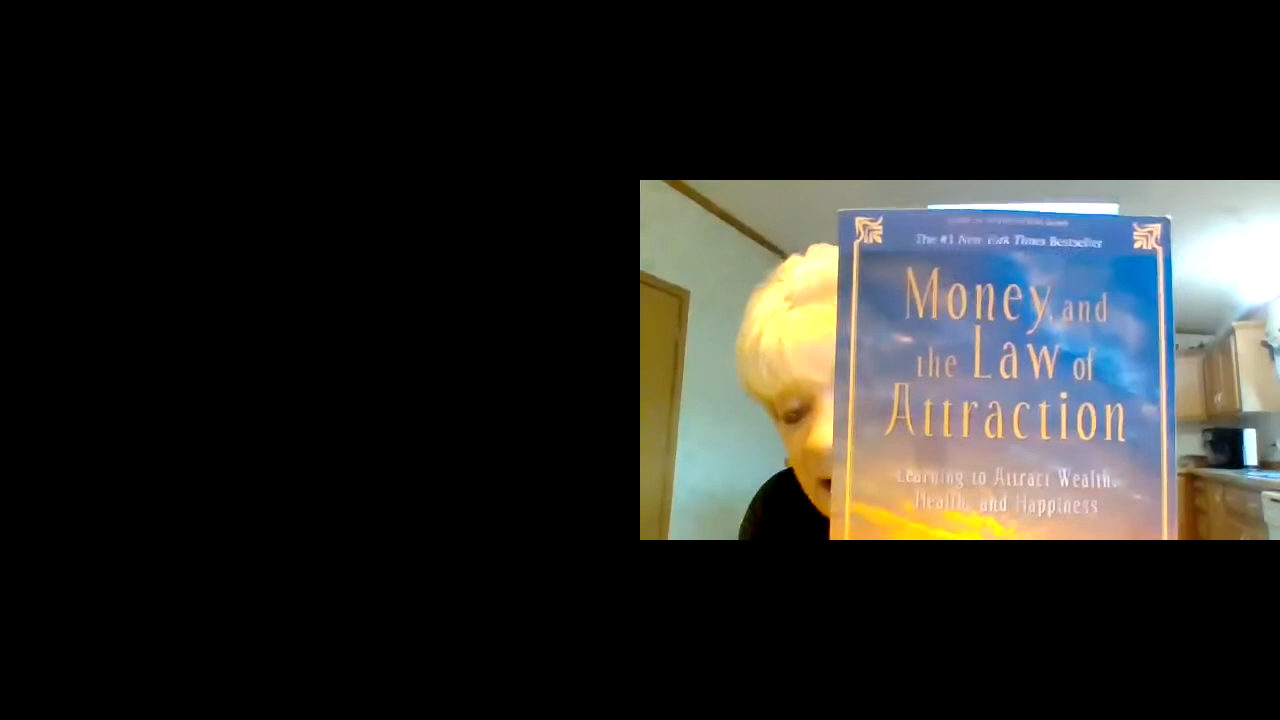 The #1 New York Times Bestseller
Money, and
the Law of
Attraction
Learning to Attract Wealth,
Health, and Happiness